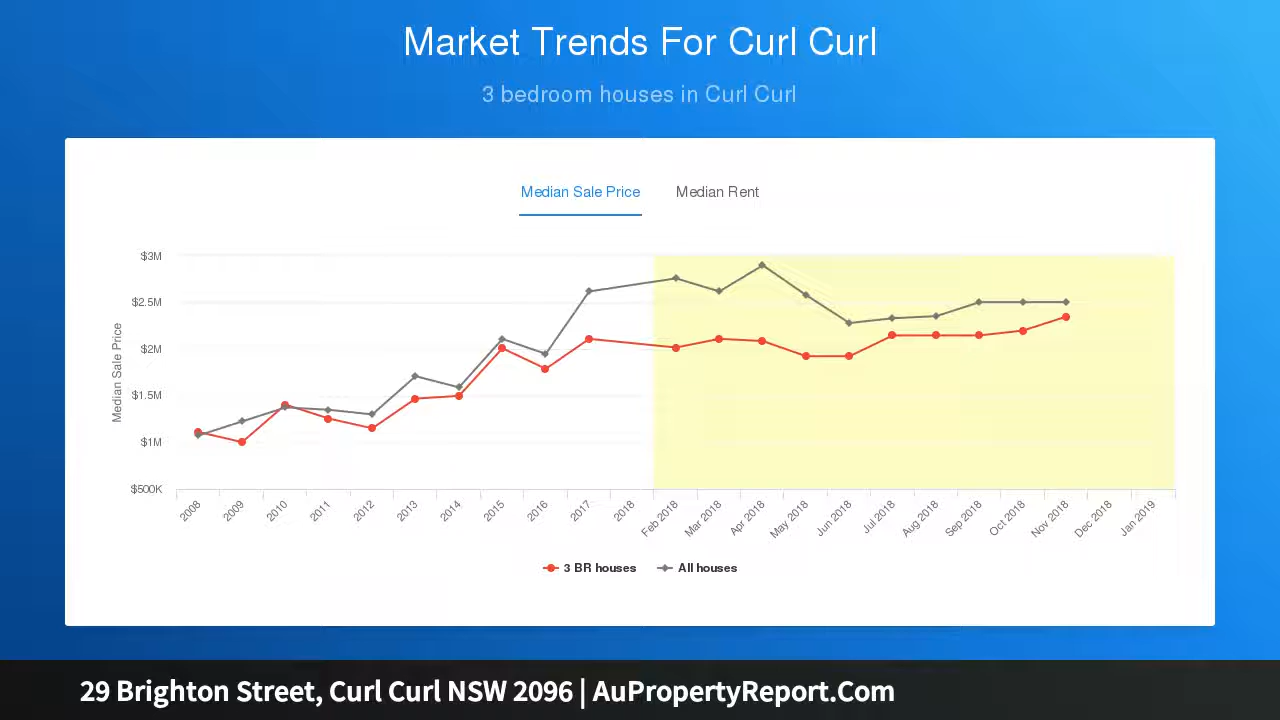 Market Trends For Curl Curl
3 bedroom houses in Curl Curl
Median Sale Price
Median Rent
Median Sale Price
$3M
$2.5M
$2M
$1.5M
$1M
$500K
2008
2009
2010
2011
2012
2013
2014
2015
2016
2017
2018
Feb 2018
Mar 2018
Apr 2018
May 2018
Jun 2018
Jul 2018
Aug 2018
Sep 2018
Oct 2018
Nov 2018
Dec 2018
Jan 2019
3 BR houses
All houses
29 Brighton Street, Curl Curl NSW 2096 | AuPropertyReport.Com